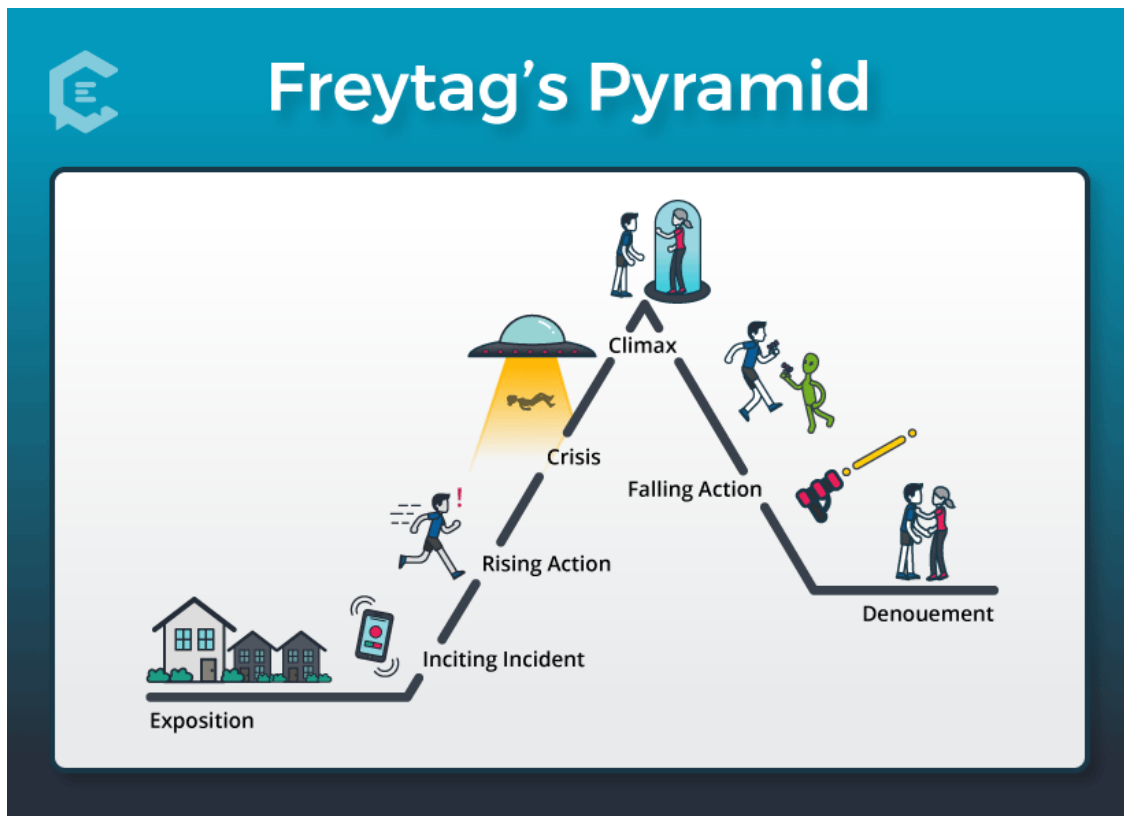 Freytag's Pyramid
Climax
Crisis
Falling Action
!
Rising Action
Denouement
Inciting Incident
Exposition